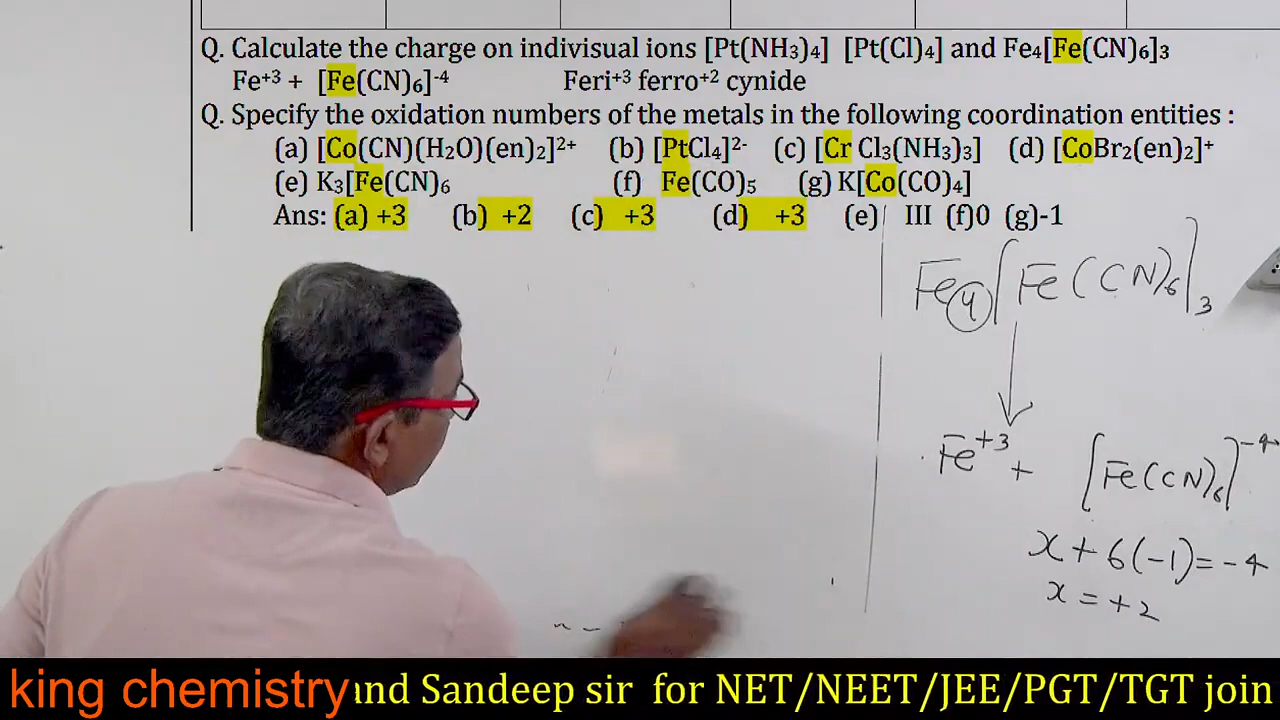 Q. Calculate the charge on indivisual ions [Pt(NH3)4]  [Pt(Cl)4] and Fe4[Fe(CN)6]3
Fe+3 + [Fe(CN)6]-4 Feri+3 ferro+2 cynide
Q. Specify the oxidation numbers of the metals in the following coordination entities :
(a) [Co(CN)(H2O)(en)2]2+ (b) [PtCl4]2- (c) [Cr Cl3(NH3)3] (d) [CoBr2(en)2]+
(e) K3[Fe(CN)6 (f) Fe(CO)5 (g) K[Co(CO)4]
Ans: (a) +3 (b) +2 (c) +3 (d) +3 (e) III (f)0 (g)-1
Fe4[Fe(CN)6]3
Fe+3 + [Fe(CN)6]-4
x + 6(-1) = -4
x = +2
king chemistry and Sandeep sir for NET/NEET/JEE/PGT/TGT join